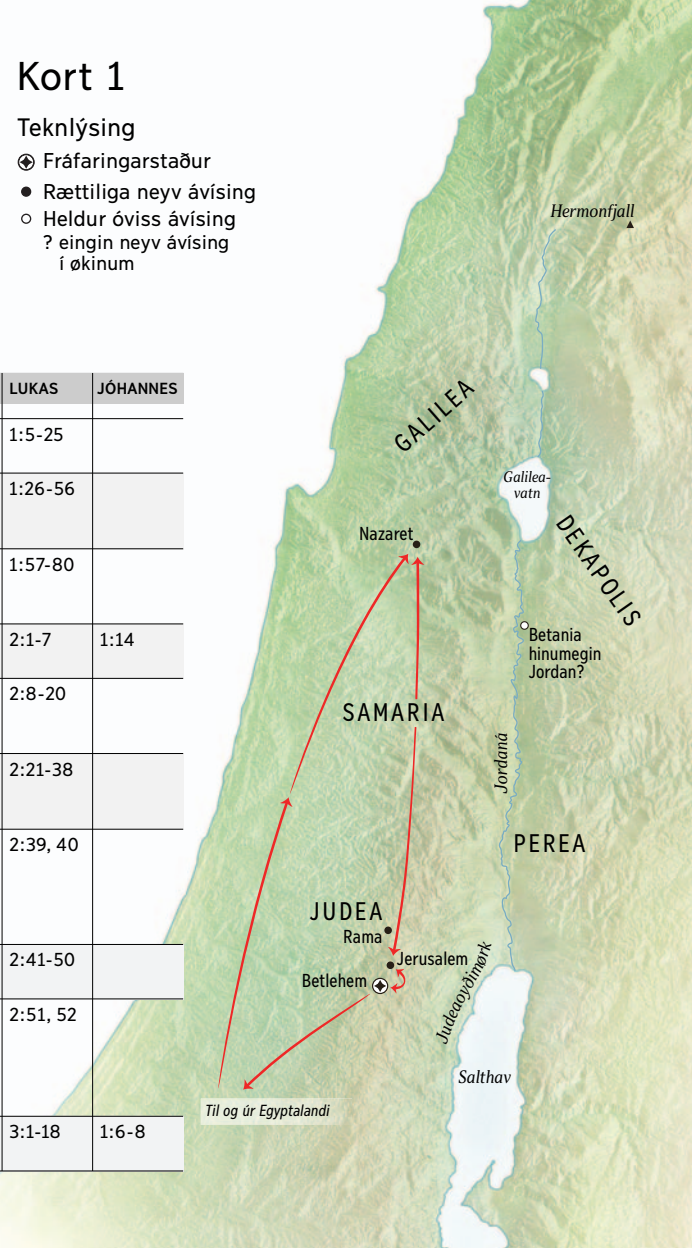 Kort 1
Teknlýsing
Fráfaringarstaður
Rættiliga neyv ávísing
Heldur óviss ávísing
? eingin neyv ávísing
í økinum
LUKAS JÓHANNES
1:5-25
1:26-56
1:57-80
2:1-7 1:14
2:8-20
2:21-38
2:39, 40
2:41-50
2:51, 52
3:1-18 1:6-8
Hermonfjall
GALILEA
Galilea-
vatn
Nazaret
DEKAPOLIS
Betania
hinumegin
Jordan?
SAMARIA
Jordaná
PEREA
JUDEA
Rama
Jerusalem
Betlehem
Judeaoyðimørk
Salthav
Til og úr Egyptalandi